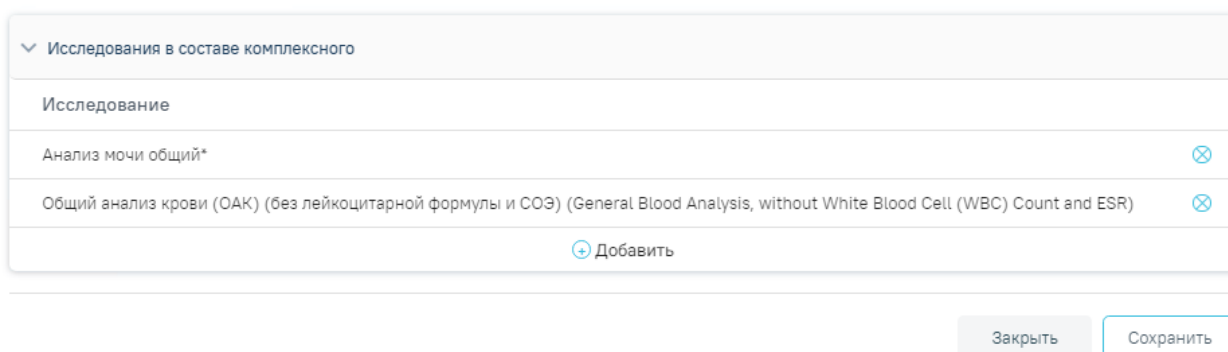 Исследования в составе комплексного
Исследование
Анализ мочи общий*
Общий анализ крови (ОАК) (без лейкоцитарной формулы и СОЭ) (General Blood Analysis, without White Blood Cell (WBC) Count and ESR)
Добавить
Закрыть
Сохранить